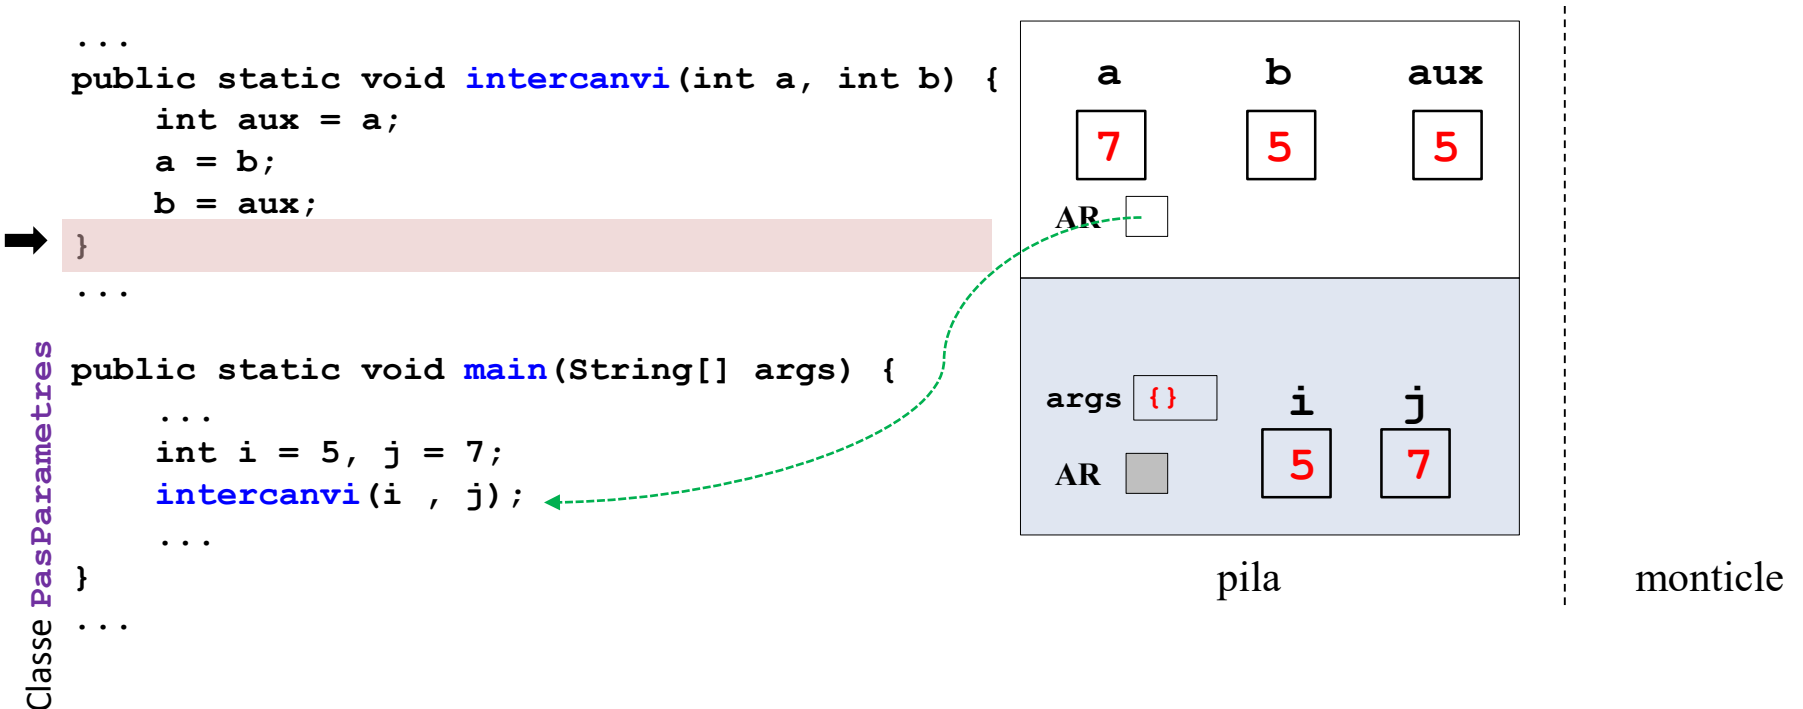 ...
public static void intercanvi(int a, int b) {
int aux = a;
a = b;
b = aux;
}
...
public static void main(String[] args) {
...
int i = 5, j = 7;
intercanvi(i , j);
...
}
...
Classe PasParametres
a b aux
7 5 5
AR
args {} i j
AR 5 7
pila
monticle